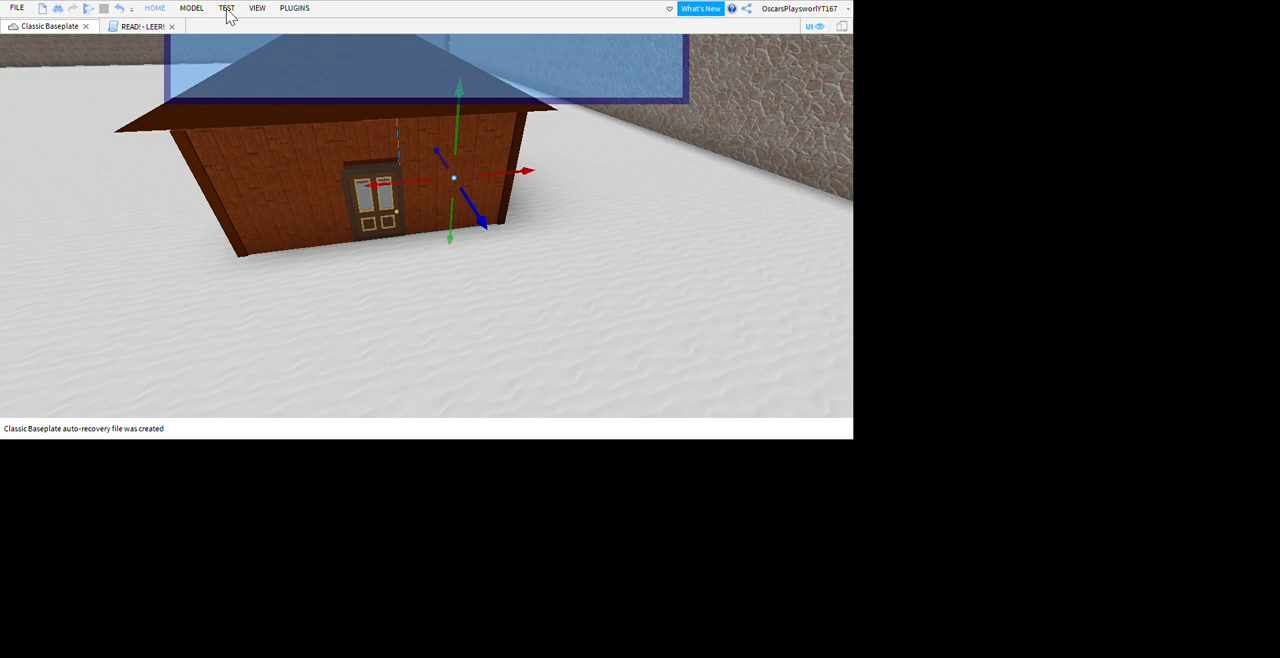 FILE HOME MODEL TEST VIEW PLUGINS What's New OscarsPlaysworlYT167
Classic Baseplate READ! - LEER! UI
Classic Baseplate auto-recovery file was created